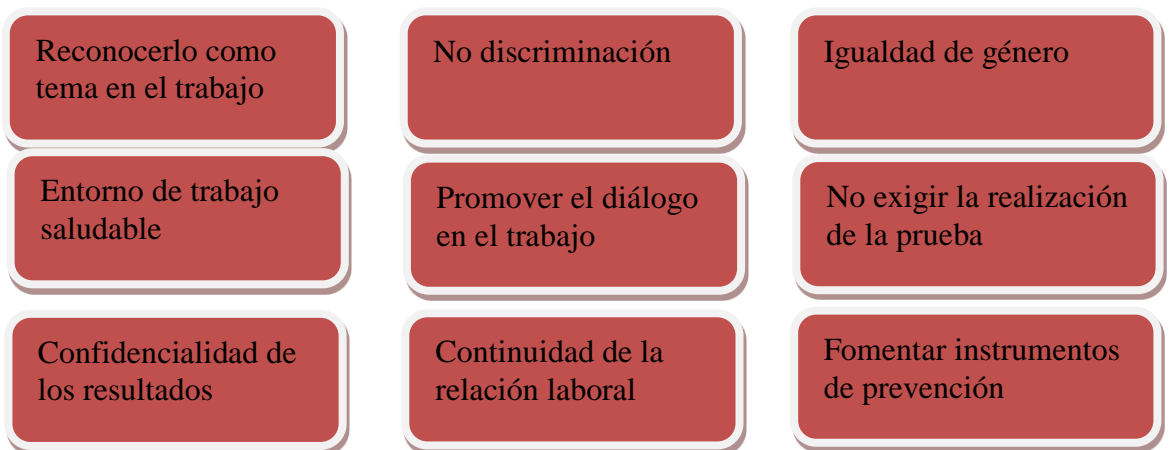 Reconocerlo como
tema en el trabajo
No discriminación
Igualdad de género
Entorno de trabajo
saludable
Promover el diálogo
en el trabajo
No exigir la realización
de la prueba
Confidencialidad de
los resultados
Continuidad de la
relación laboral
Fomentar instrumentos
de prevención